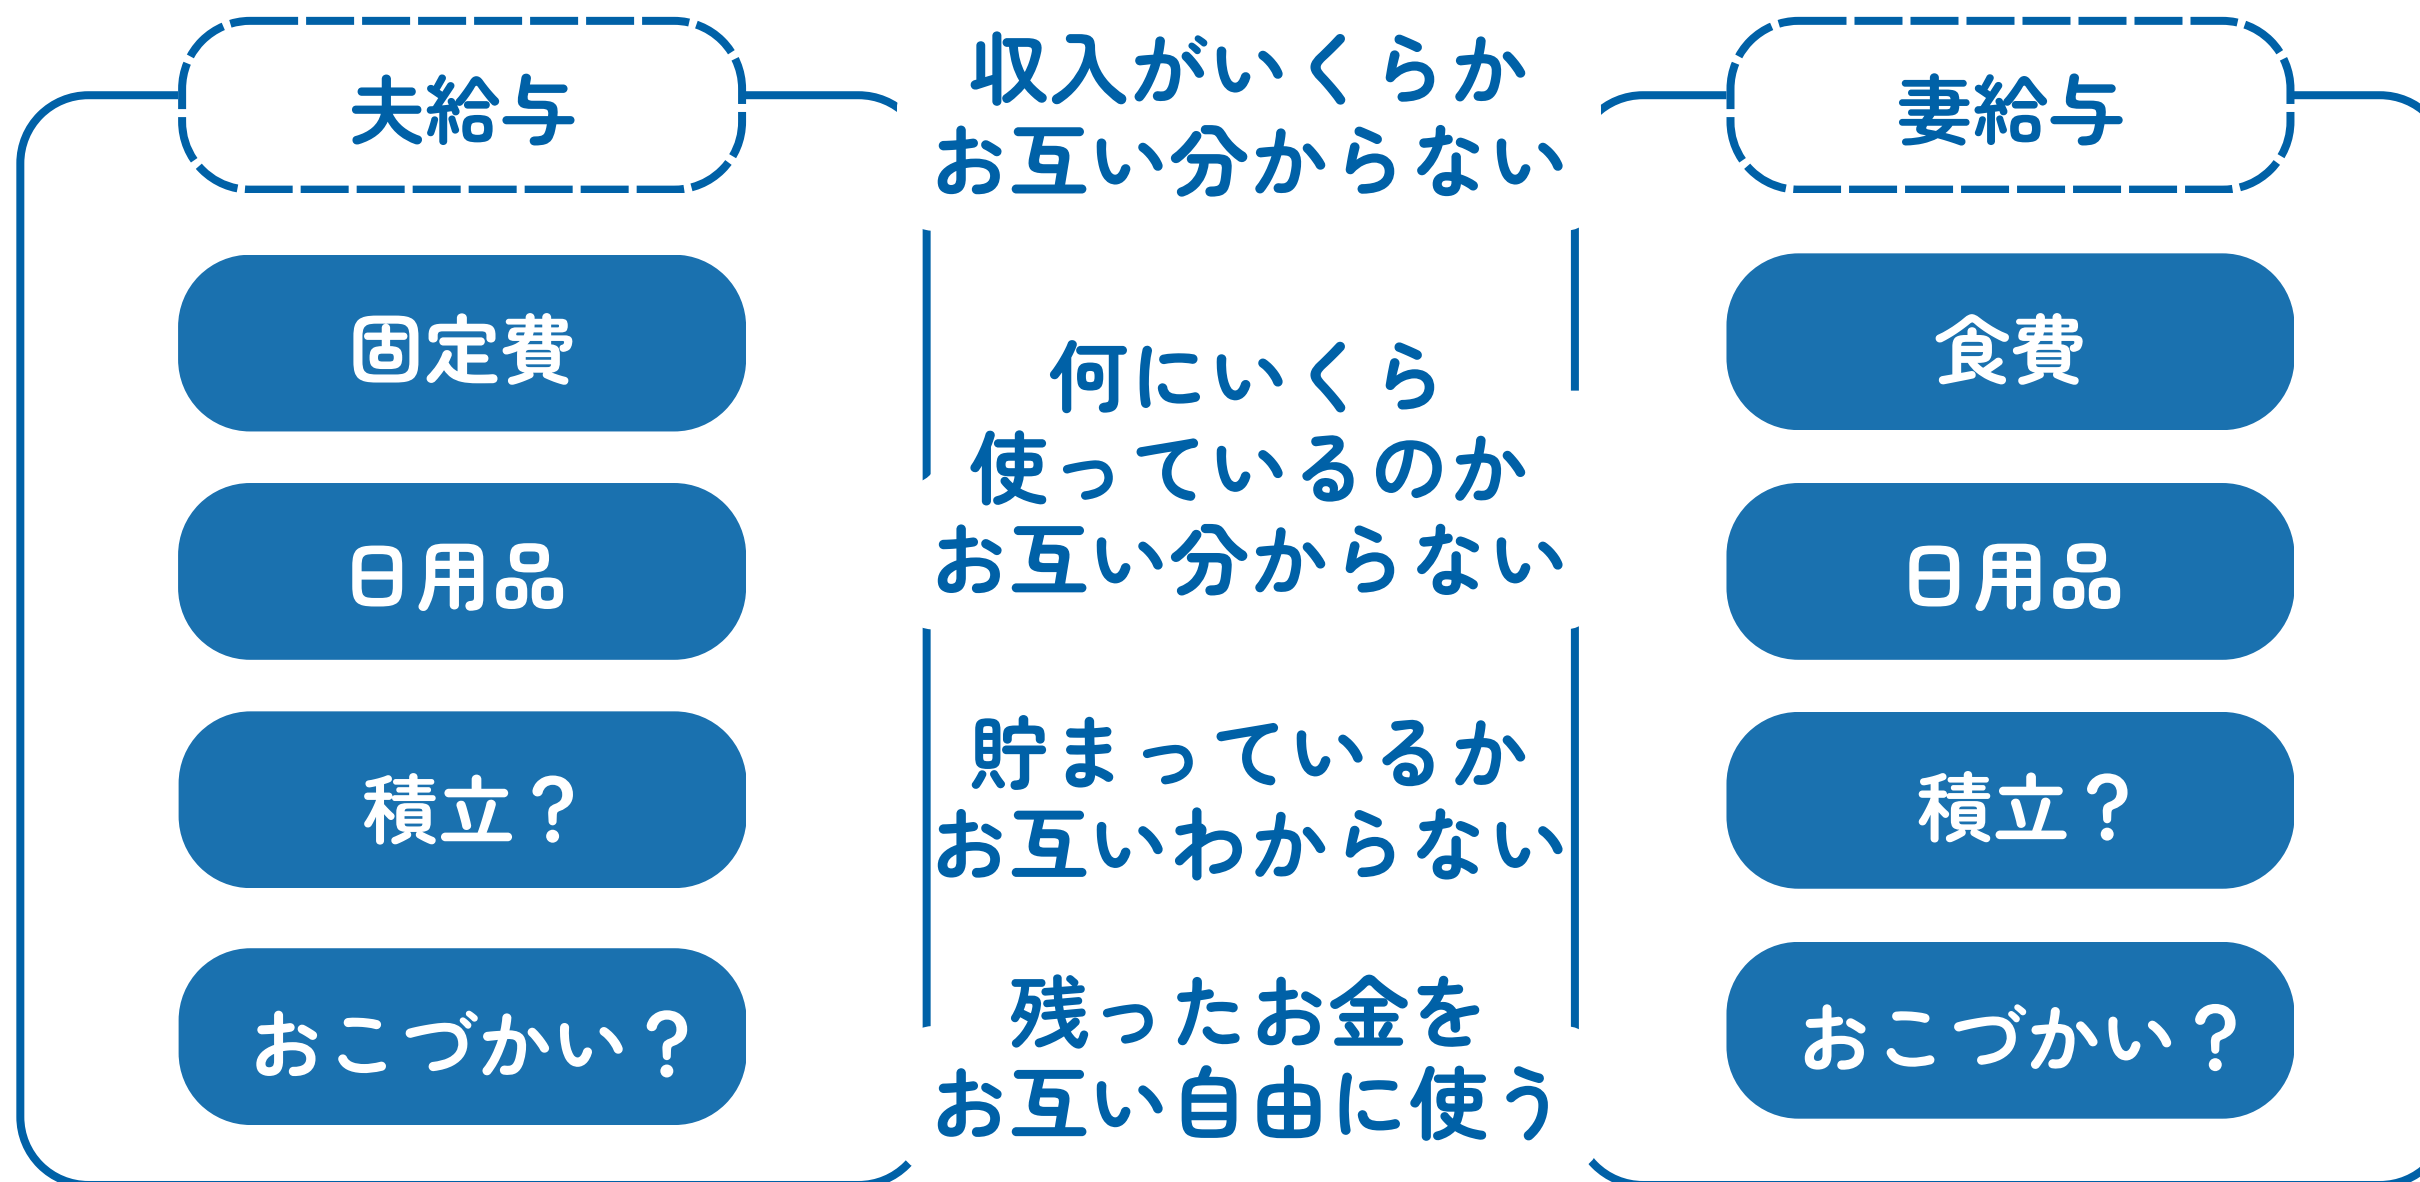 夫給与
固定費
日用品
積立？
おこづかい？
収入がいくらか
お互い分からない
何にいくら
使っているのか
お互い分からない
貯まっているか
お互いわからない
残ったお金を
お互い自由に使う
妻給与
食費
日用品
積立？
おこづかい？